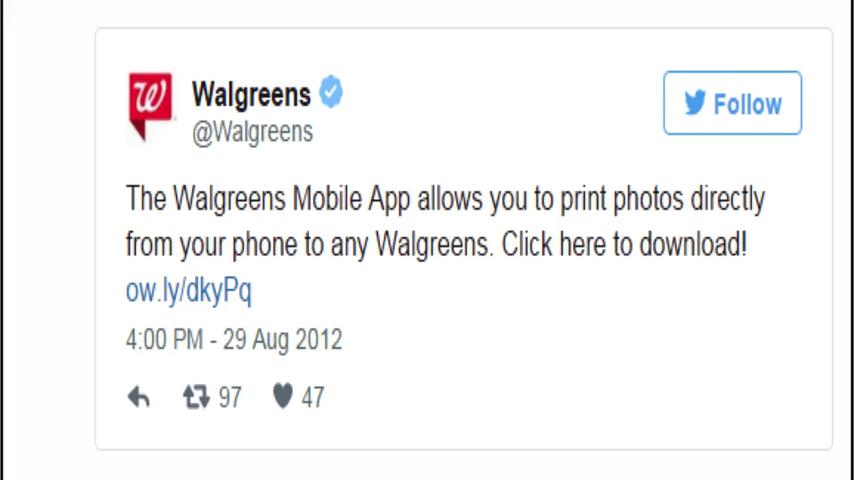 Walgreens
@Walgreens
Follow
The Walgreens Mobile App allows you to print photos directly
from your phone to any Walgreens. Click here to download!
ow.ly/dkyPq
4:00 PM - 29 Aug 2012
97 47